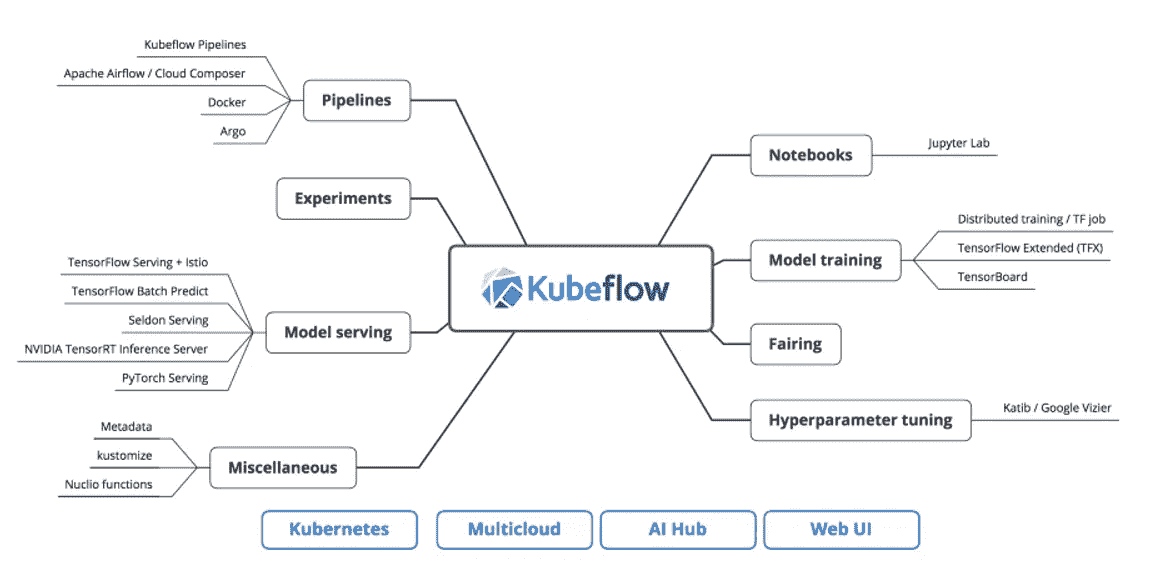 Kubeflow Pipelines
Apache Airflow / Cloud Composer
Docker
Argo
Pipelines
Experiments
TensorFlow Serving + Istio
TensorFlow Batch Predict
Seldon Serving
NVIDIA TensorRT Inference Server
PyTorch Serving
Model serving
Metadata
kustomize
Nuclio functions
Miscellaneous
Kubeflow
Notebooks
Jupyter Lab
Model training
Distributed training / TF job
TensorFlow Extended (TFX)
TensorBoard
Fairing
Hyperparameter tuning
Katib / Google Vizier
Kubernetes
Multicloud
AI Hub
Web UI